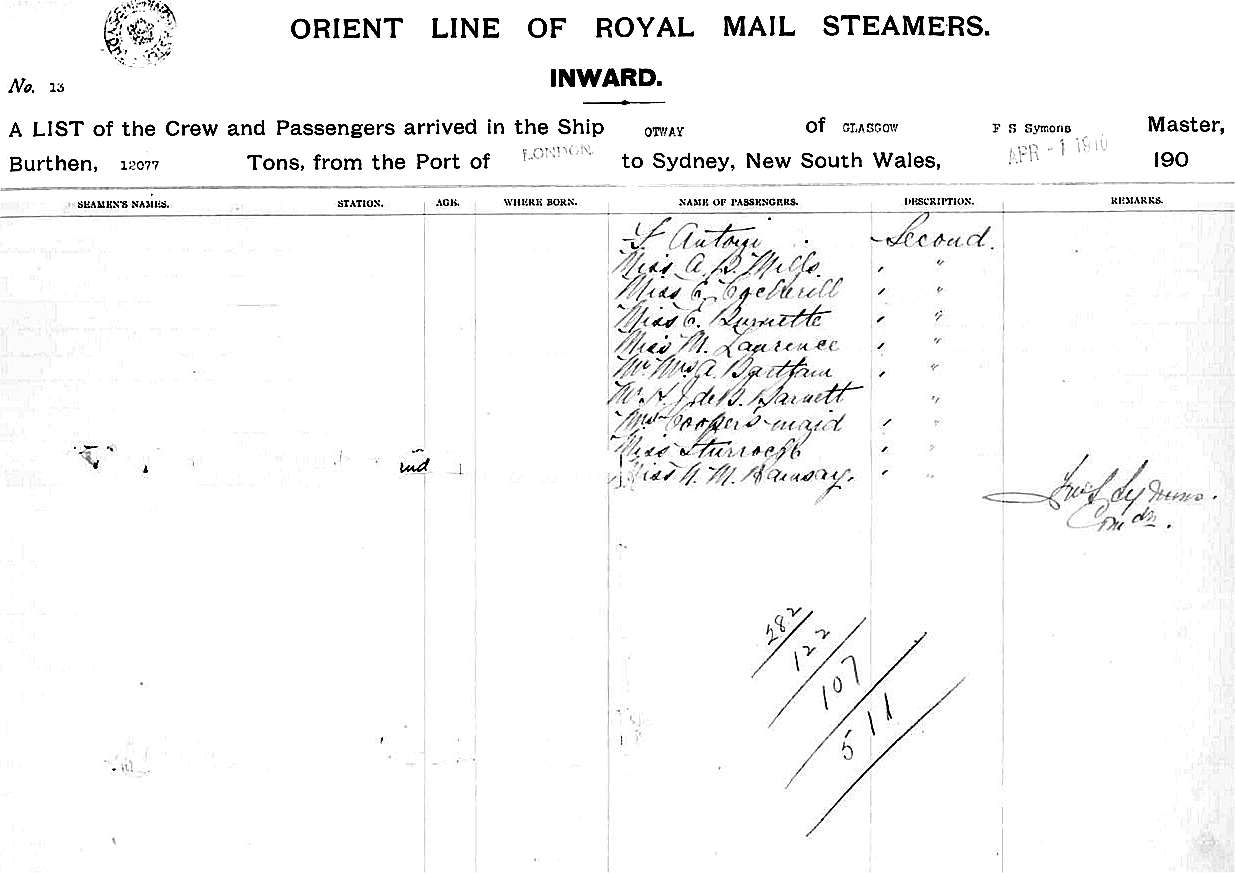 ORIENT LINE OF ROYAL MAIL STEAMERS.
No. 13
INWARD.
A LIST of the Crew and Passengers arrived in the Ship OTWAY of GLASGOW F S Symons Master,
Burthen, 12077 Tons, from the Port of LONDON to Sydney, New South Wales, APR -1 1910 190
SEAMEN'S NAMES. STATION. AGE. WHERE BORN. NAME OF PASSENGERS. DESCRIPTION. REMARKS.
Second.
Miss A. Mills "
Miss E. Cockerill "
Miss E. Burnette "
Miss M. Laurence "
Mr Mrs A. Bartham "
Mr H. J. de B. Barnett "
Cooper's maid "
Miss Sturrock "
Miss M. Ramsay. "
Symons.
Comdr.
282
122
107
511